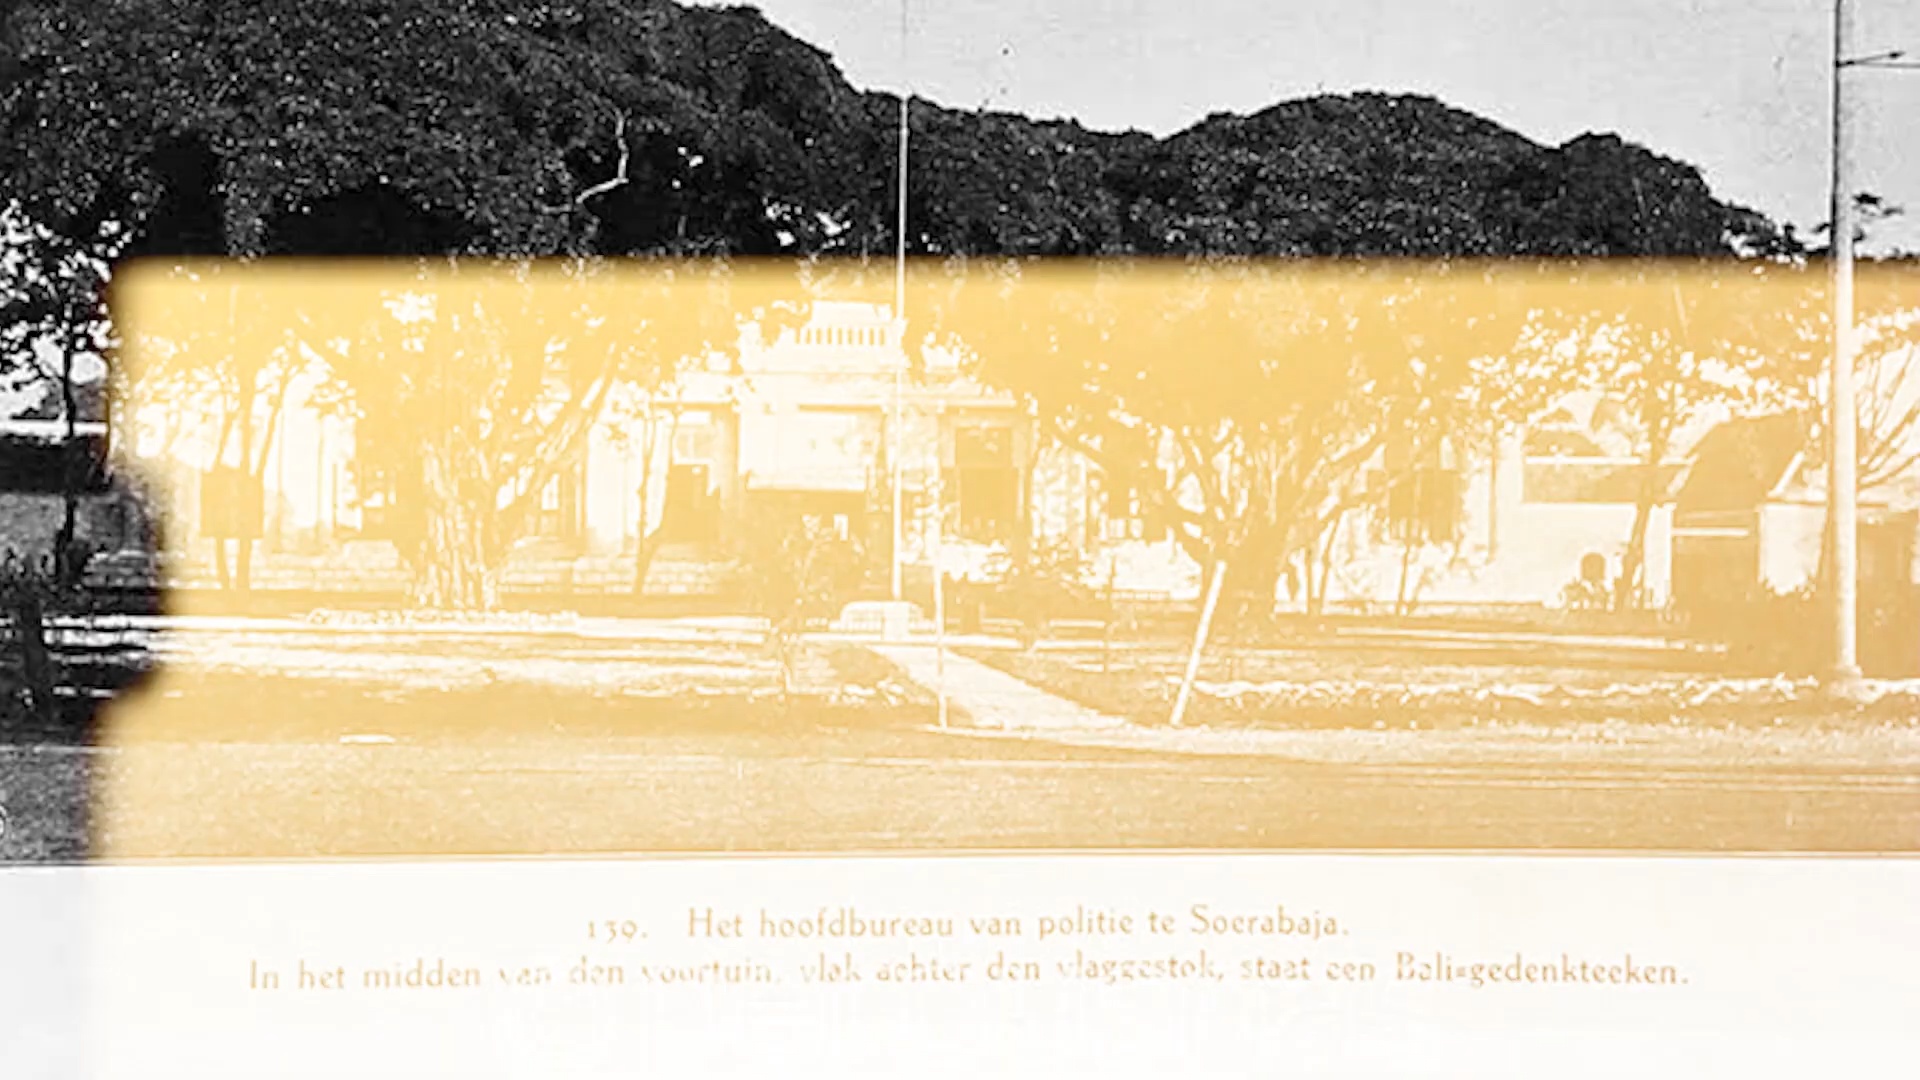 139. Het hoofdbureau van politie te Soerabaja.
In het midden van den voortuin, vlak achter den vlaggestok, staat een Bali=gedenkteeken.